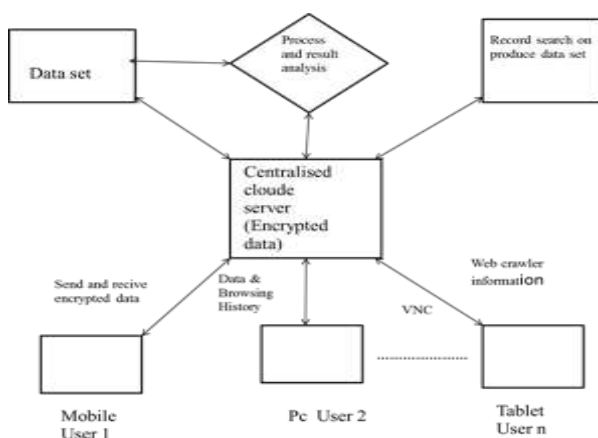 Data set
Process
and result
analysis
Record search on
produce data set
Centralised
cloude
server
(Encrypted
data)
Send and recive
encrypted data
Data &
Browsing
History
VNC
Web crawler
information
Mobile
User 1
Pc User 2
Tablet
User n